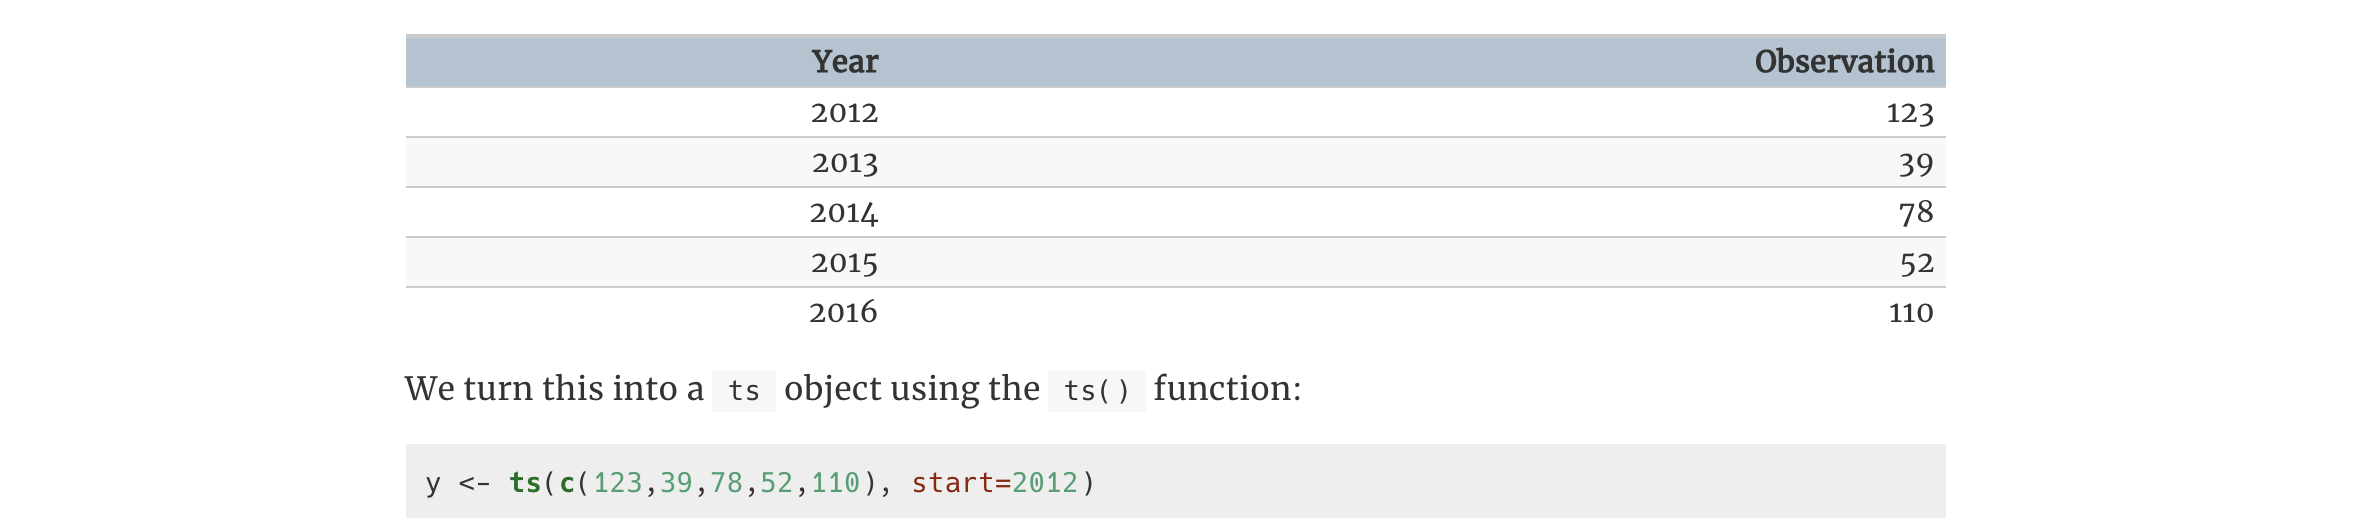 Year Observation
2012 123
2013 39
2014 78
2015 52
2016 110
We turn this into a ts object using the ts() function:
y <- ts(c(123,39,78,52,110), start=2012)